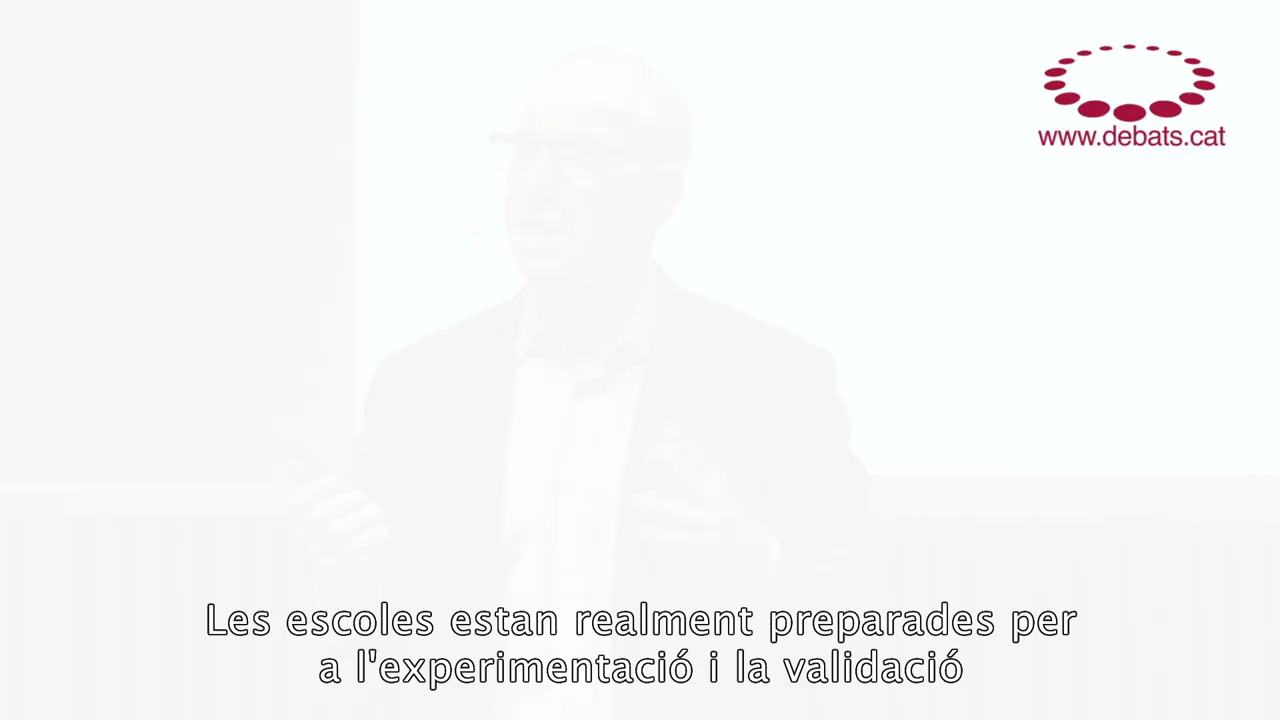 www.debats.cat
Les escoles estan realment preparades per
a l'experimentació i la validació